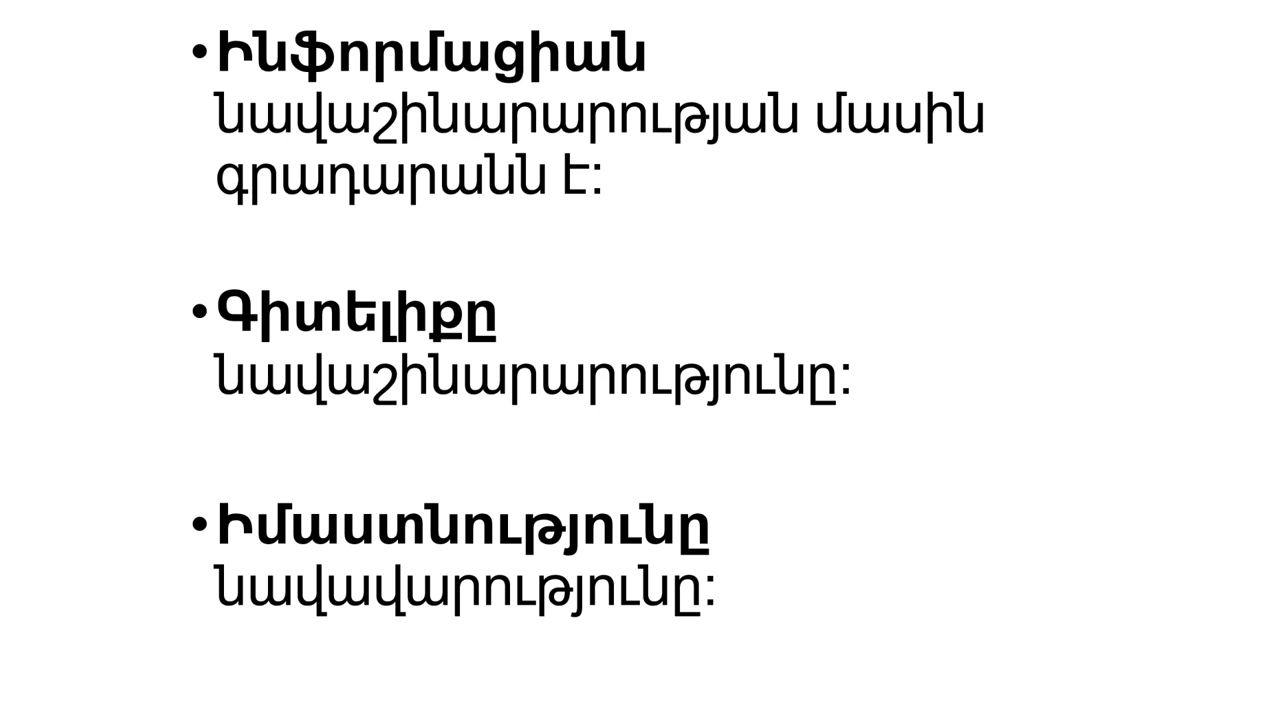 •Ինֆորմացիան
նավաշինարարության մասին
գրադարանն է:
•Գիտելիքը
նավաշինարարությունը:
•Իմաստնությունը
նավավարությունը: